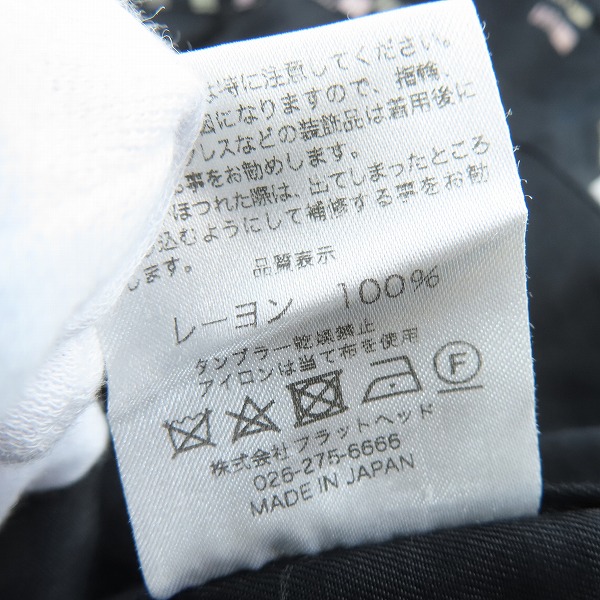 特に注意してください。
因になりますので、指輪、
ブレスなどの装飾品は着用後に
事をお勧めします。
ほつれた際は、出てしまったところ
込むようにして補修する事をお勧
します。
品質表示
レーヨン 100%
タンブラー乾燥禁止
アイロンは当て布を使用
F
株式会社フラットヘッド
026-275-6666
MADE IN JAPAN